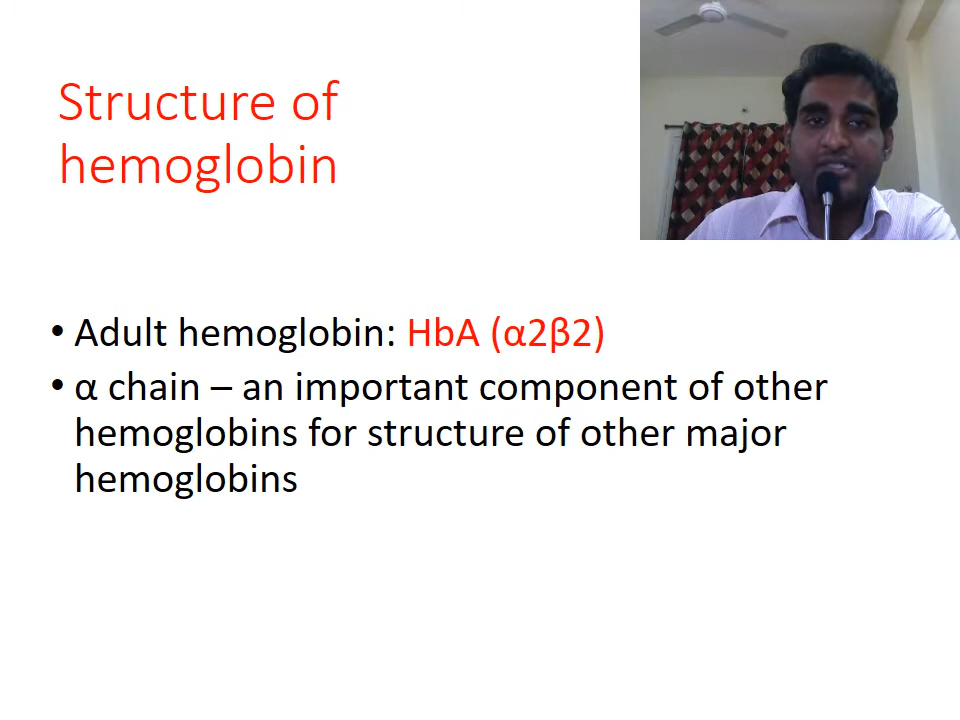 Structure of
hemoglobin
• Adult hemoglobin: HbA (α2β2)
• α chain – an important component of other
hemoglobins for structure of other major
hemoglobins